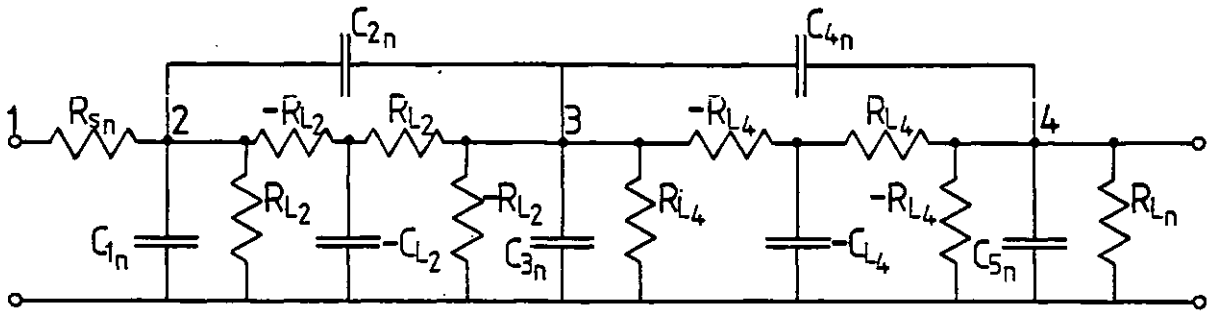 C2n C4n
1 Rsn 2 -RL2 RL2 3 -RL4 RL4 4
RL2 -RL2 RL4 -RL4 RLn
C1n -CL2 C3n -CL4 C5n